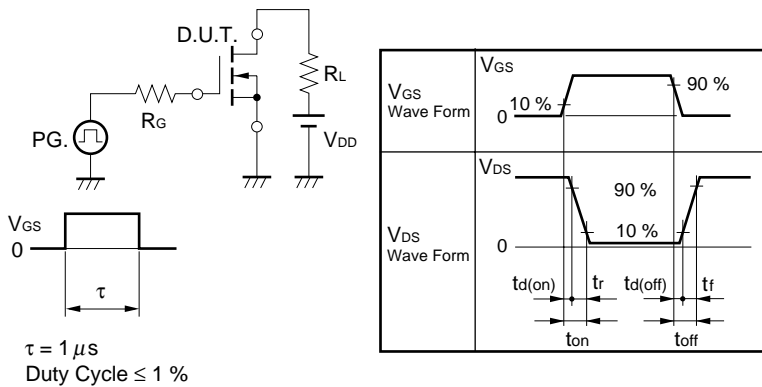 D.U.T.
RL
RG
PG.
VDD
VGS
0
τ
τ = 1 μs
Duty Cycle ≤ 1 %
VGS
Wave Form
VGS
10 %
90 %
0
VDS
Wave Form
VDS
90 %
10 %
0
td(on) tr td(off) tf
ton toff